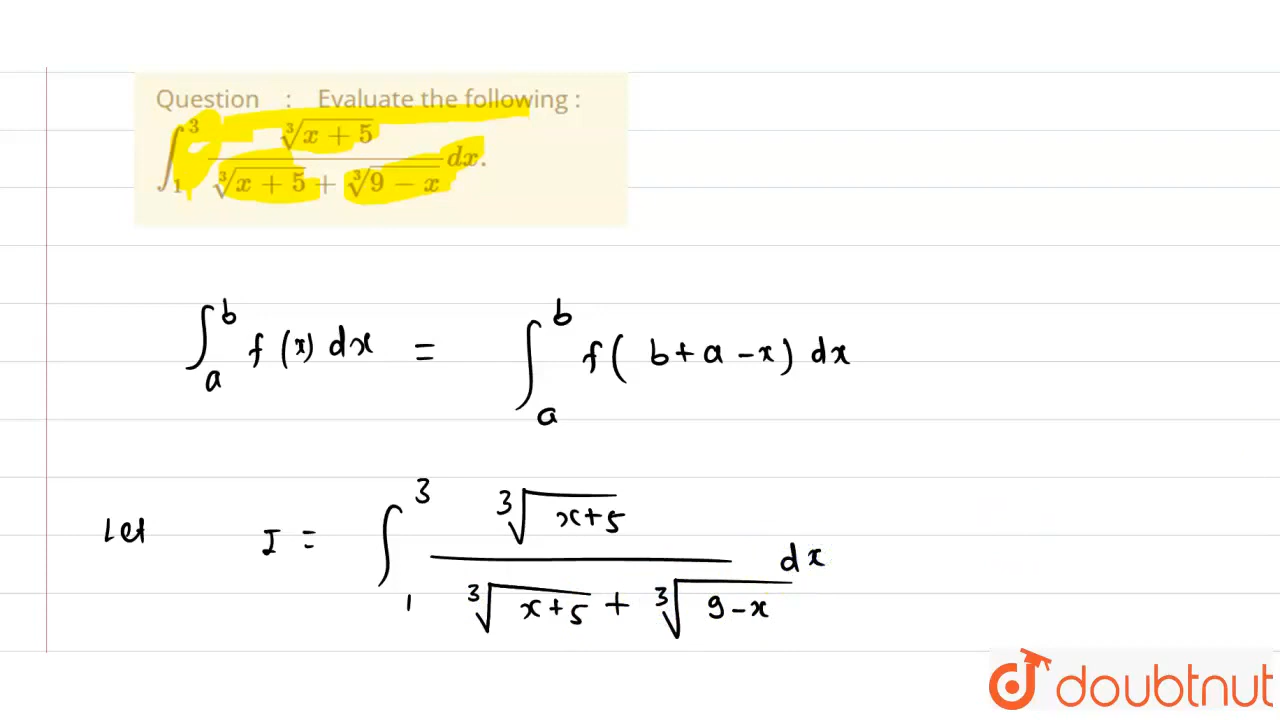 Question : Evaluate the following :
∫₁³ ∛(x + 5) / (∛(x + 5) + ∛(9 − x)) dx.
∫ₐᵇ f(x) dx = ∫ₐᵇ f(b+a−x) dx
Let I = ∫₁³ ∛(x+5) / (∛(x+5) + ∛(9−x)) dx
doubtnut